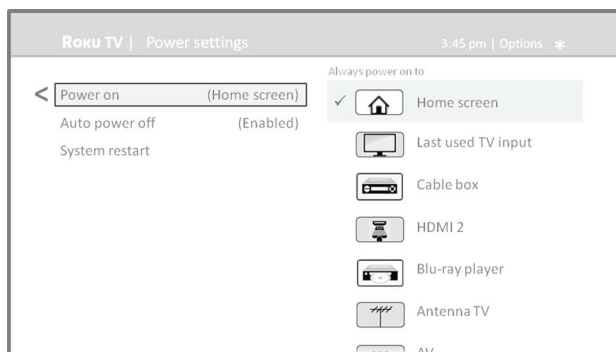 ROKU TV | Power settings 3:45 pm | Options ✱
Always power on to
< Power on (Home screen)
Auto power off (Enabled)
System restart
✓ Home screen
Last used TV input
Cable box
HDMI 2
Blu-ray player
Antenna TV
AV